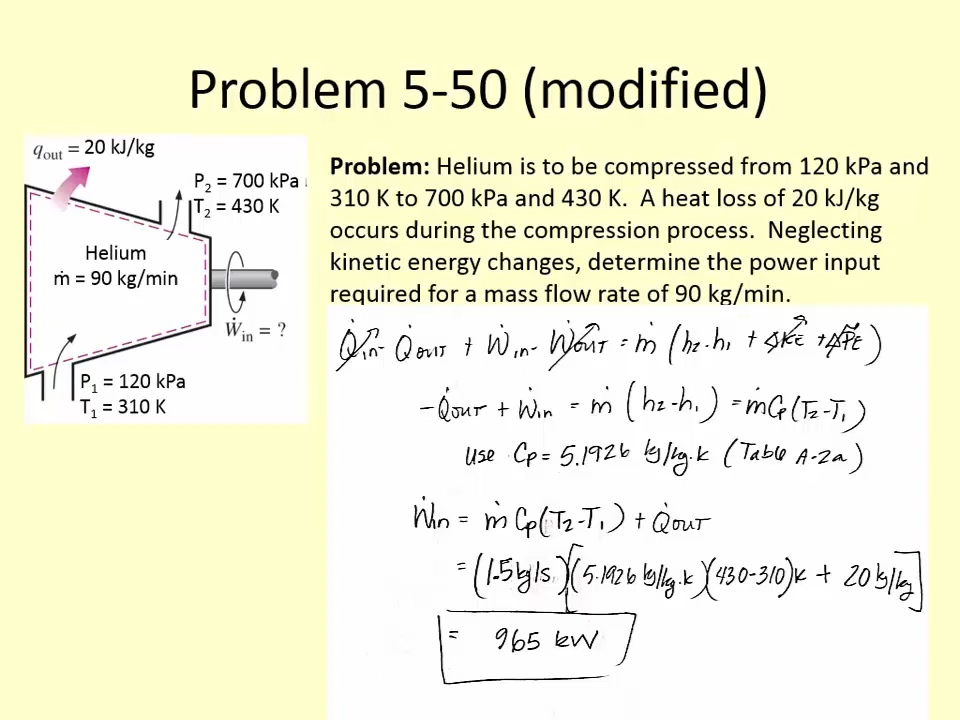 Problem 5-50 (modified)
q_out = 20 kJ/kg
P₂ = 700 kPa
T₂ = 430 K
Helium
ṁ = 90 kg/min
Ẇ_in = ?
P₁ = 120 kPa
T₁ = 310 K
Problem: Helium is to be compressed from 120 kPa and
310 K to 700 kPa and 430 K. A heat loss of 20 kJ/kg
occurs during the compression process. Neglecting
kinetic energy changes, determine the power input
required for a mass flow rate of 90 kg/min.
Q̇in - Q̇out + Ẇin - Ẇout = ṁ (h2-h1 + ΔKE + ΔPE)
-Q̇out + Ẇin = ṁ (h2-h1) = ṁCp(T2-T1)
Use Cp = 5.1926 kJ/kg.K (Table A-2a)
Ẇin = ṁ Cp(T2-T1) + Q̇out
= (1.5kg/s)[(5.1926 kJ/kg.K)(430-310)K + 20 kJ/kg]
= 965 kW